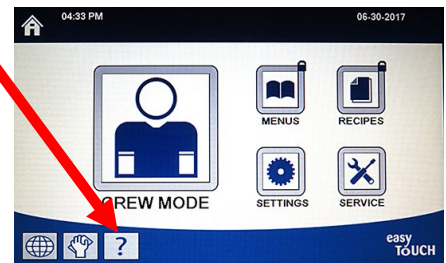 04:33 PM
06-30-2017
MENUS
RECIPES
CREW MODE
SETTINGS
SERVICE
?
easy
ToUCH